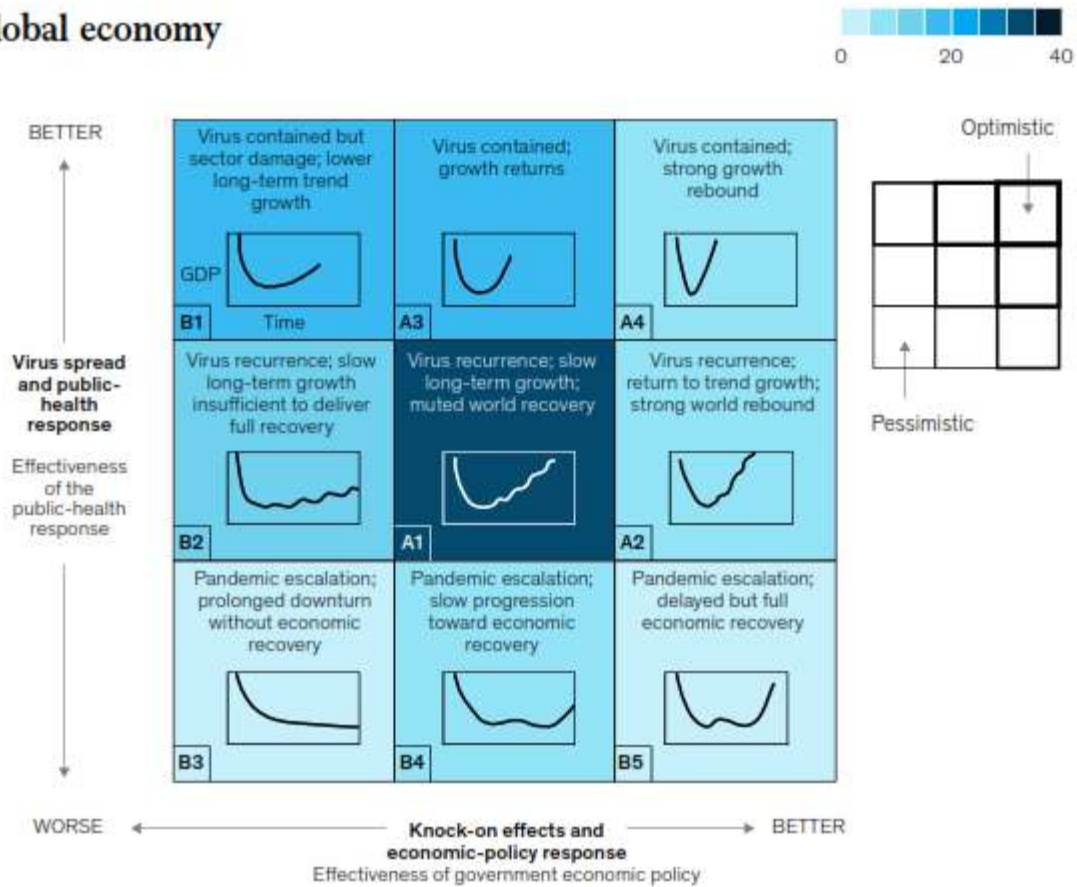 lobal economy
0 20 40
BETTER
Virus spread
and public-
health
response
Effectiveness
of the
public-health
response
WORSE
Virus contained but
sector damage; lower
long-term trend
growth
GDP
Time
B1
Virus contained;
growth returns
A3
Virus contained;
strong growth
rebound
A4
Virus recurrence; slow
long-term growth
insufficient to deliver
full recovery
B2
Virus recurrence; slow
long-term growth;
muted world recovery
A1
Virus recurrence;
return to trend growth;
strong world rebound
A2
Pandemic escalation;
prolonged downturn
without economic
recovery
B3
Pandemic escalation;
slow progression
toward economic
recovery
B4
Pandemic escalation;
delayed but full
economic recovery
B5
Knock-on effects and
economic-policy response
Effectiveness of government economic policy
BETTER
Optimistic
Pessimistic